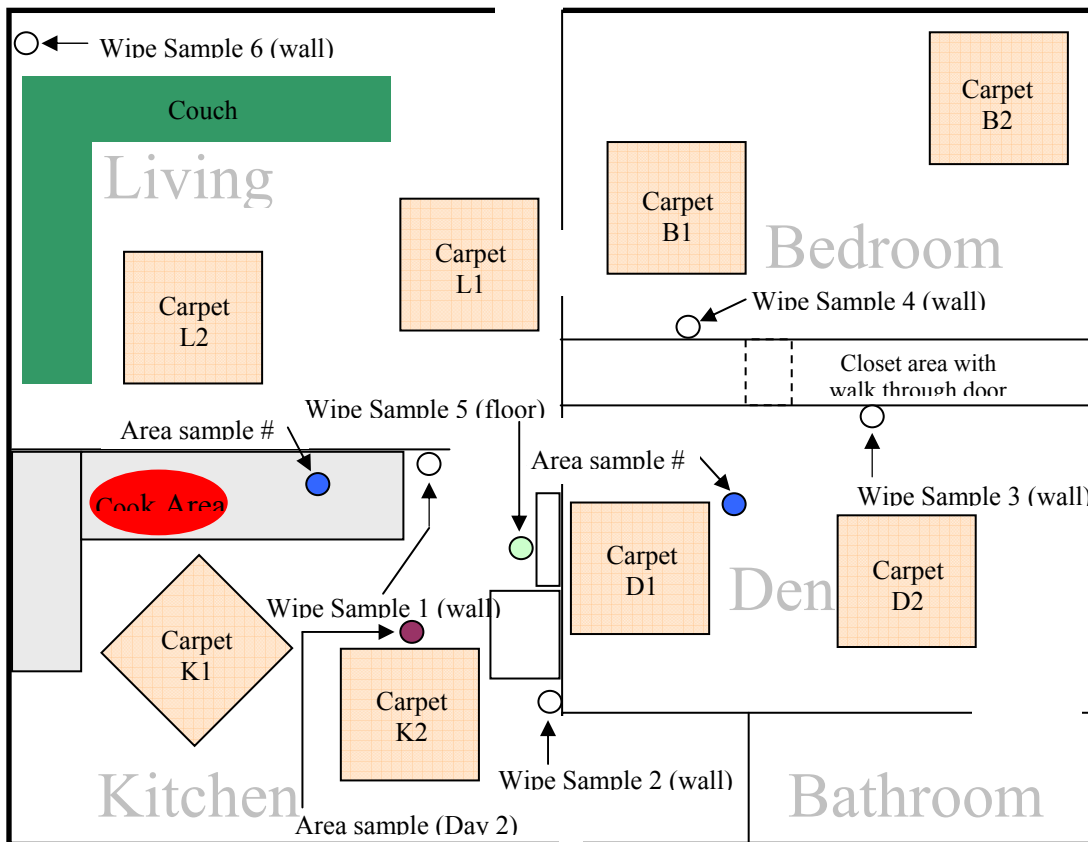 Wipe Sample 6 (wall)
Couch
Living
Carpet
B2
Carpet
B1
Bedroom
Carpet
L1
Carpet
L2
Wipe Sample 4 (wall)
Closet area with
walk through door
Wipe Sample 5 (floor)
Area sample #
Area sample #
Wipe Sample 3 (wall)
Cook Area
Carpet
D1
Den
Carpet
D2
Wipe Sample 1 (wall)
Carpet
K1
Carpet
K2
Wipe Sample 2 (wall)
Kitchen
Bathroom
Area sample (Day 2)